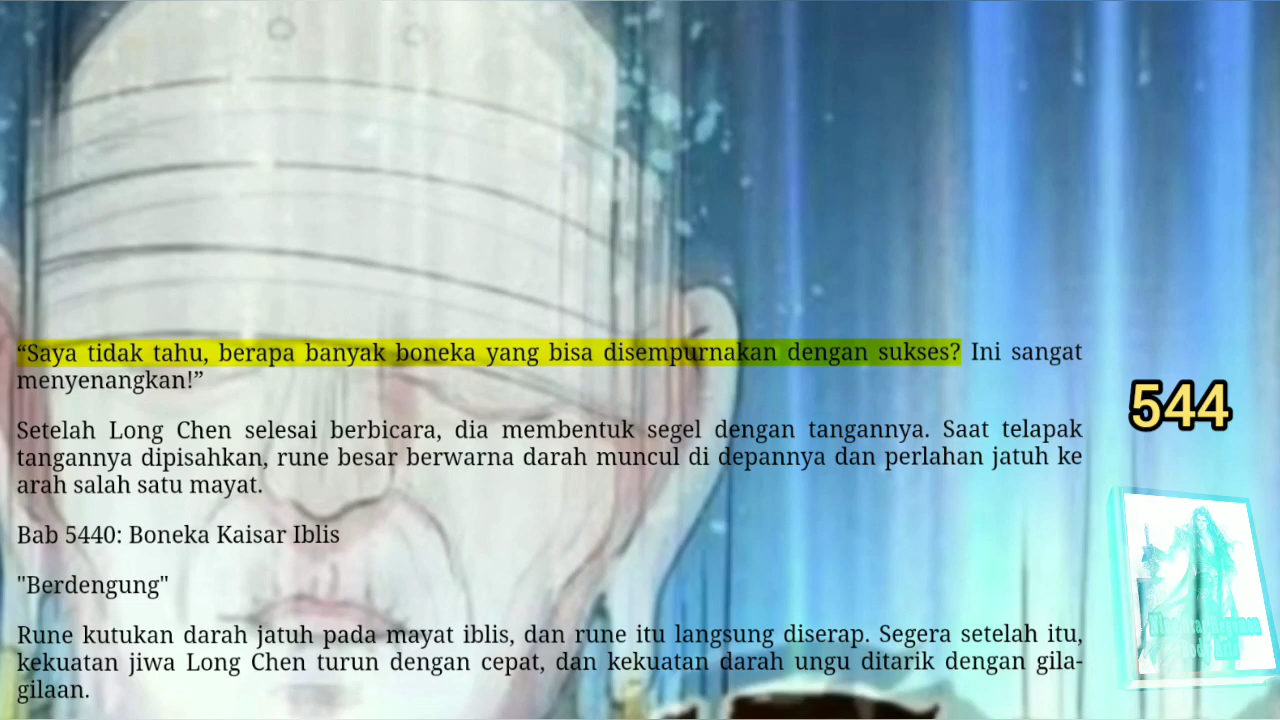 “Saya tidak tahu, berapa banyak boneka yang bisa disempurnakan dengan sukses? Ini sangat
menyenangkan!”
Setelah Long Chen selesai berbicara, dia membentuk segel dengan tangannya. Saat telapak
tangannya dipisahkan, rune besar berwarna darah muncul di depannya dan perlahan jatuh ke
arah salah satu mayat.
Bab 5440: Boneka Kaisar Iblis
"Berdengung"
Rune kutukan darah jatuh pada mayat iblis, dan rune itu langsung diserap. Segera setelah itu,
kekuatan jiwa Long Chen turun dengan cepat, dan kekuatan darah ungu ditarik dengan gila-
gilaan.
544